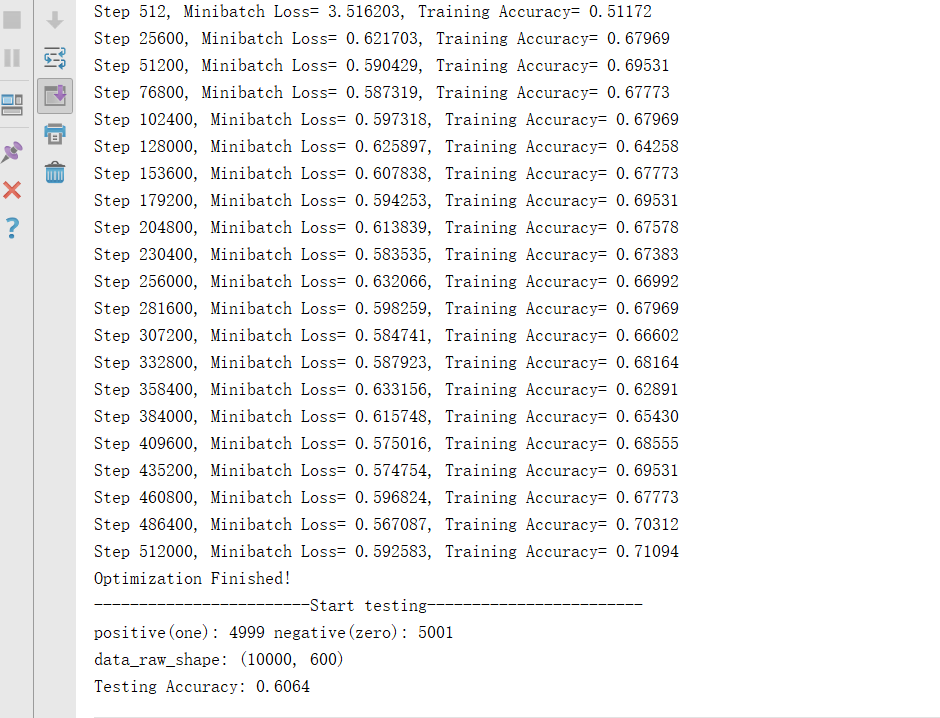 Step 512, Minibatch Loss= 3.516203, Training Accuracy= 0.51172
Step 25600, Minibatch Loss= 0.621703, Training Accuracy= 0.67969
Step 51200, Minibatch Loss= 0.590429, Training Accuracy= 0.69531
Step 76800, Minibatch Loss= 0.587319, Training Accuracy= 0.67773
Step 102400, Minibatch Loss= 0.597318, Training Accuracy= 0.67969
Step 128000, Minibatch Loss= 0.625897, Training Accuracy= 0.64258
Step 153600, Minibatch Loss= 0.607838, Training Accuracy= 0.67773
Step 179200, Minibatch Loss= 0.594253, Training Accuracy= 0.69531
Step 204800, Minibatch Loss= 0.613839, Training Accuracy= 0.67578
Step 230400, Minibatch Loss= 0.583535, Training Accuracy= 0.67383
Step 256000, Minibatch Loss= 0.632066, Training Accuracy= 0.66992
Step 281600, Minibatch Loss= 0.598259, Training Accuracy= 0.67969
Step 307200, Minibatch Loss= 0.584741, Training Accuracy= 0.66602
Step 332800, Minibatch Loss= 0.587923, Training Accuracy= 0.68164
Step 358400, Minibatch Loss= 0.633156, Training Accuracy= 0.62891
Step 384000, Minibatch Loss= 0.615748, Training Accuracy= 0.65430
Step 409600, Minibatch Loss= 0.575016, Training Accuracy= 0.68555
Step 435200, Minibatch Loss= 0.574754, Training Accuracy= 0.69531
Step 460800, Minibatch Loss= 0.596824, Training Accuracy= 0.67773
Step 486400, Minibatch Loss= 0.567087, Training Accuracy= 0.70312
Step 512000, Minibatch Loss= 0.592583, Training Accuracy= 0.71094
Optimization Finished!
------------------------Start testing------------------------
positive(one): 4999 negative(zero): 5001
data_raw_shape: (10000, 600)
Testing Accuracy: 0.6064